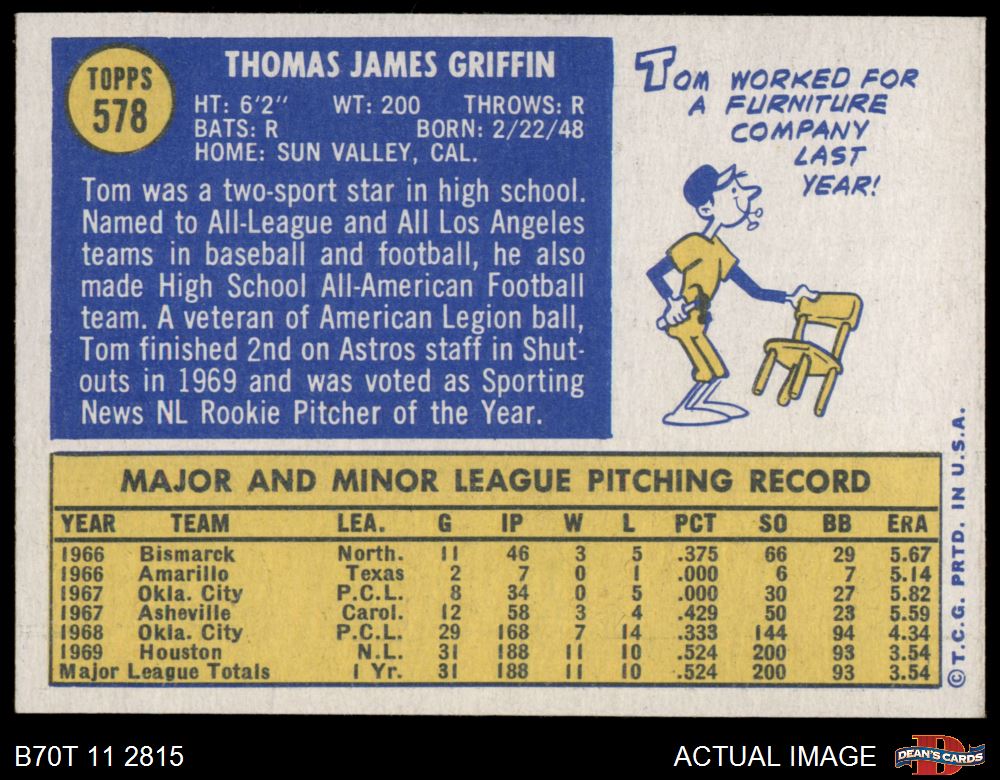 TOPPS
578
THOMAS JAMES GRIFFIN
HT: 6'2" WT: 200 THROWS: R
BATS: R BORN: 2/22/48
HOME: SUN VALLEY, CAL.
Tom was a two-sport star in high school.
Named to All-League and All Los Angeles
teams in baseball and football, he also
made High School All-American Football
team. A veteran of American Legion ball,
Tom finished 2nd on Astros staff in Shut-
outs in 1969 and was voted as Sporting
News NL Rookie Pitcher of the Year.
TOM WORKED FOR
A FURNITURE
COMPANY
LAST
YEAR!
MAJOR AND MINOR LEAGUE PITCHING RECORD
YEAR TEAM LEA. G IP W L PCT SO BB ERA
1966 Bismarck North. 11 46 3 5 .375 66 29 5.67
1966 Amarillo Texas 2 7 0 1 .000 6 7 5.14
1967 Okla. City P.C.L. 8 34 0 5 .000 30 27 5.82
1967 Asheville Carol. 12 58 3 4 .429 50 23 5.59
1968 Okla. City P.C.L. 29 168 7 14 .333 144 94 4.34
1969 Houston N.L. 31 188 11 10 .524 200 93 3.54
Major League Totals 1 Yr. 31 188 11 10 .524 200 93 3.54
©T.C.G. PRTD. IN U.S.A.
B70T 11 2815
ACTUAL IMAGE
D
DEAN'S CARDS